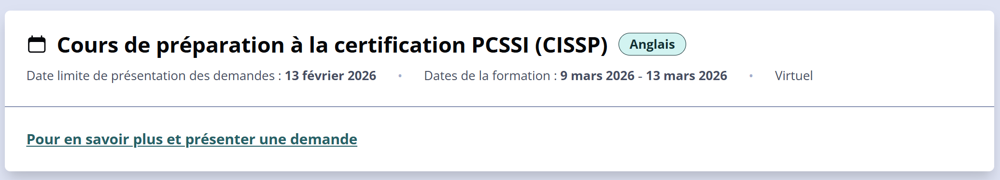 Cours de préparation à la certification PCSSI (CISSP) Anglais
Date limite de présentation des demandes : 13 février 2026 • Dates de la formation : 9 mars 2026 - 13 mars 2026 • Virtuel
Pour en savoir plus et présenter une demande